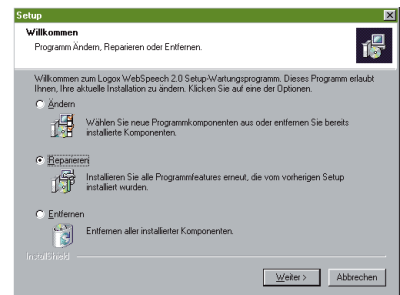 Setup
Willkommen
Programm Ändern, Reparieren oder Entfernen.
Willkommen zum Logox WebSpeech 2.0 Setup-Wartungsprogramm. Dieses Programm erlaubt
Ihnen, Ihre aktuelle Installation zu ändern. Klicken Sie auf eine der Optionen.
Ändern
Wählen Sie neue Programmkomponenten aus oder entfernen Sie bereits
installierte Komponenten.
Reparieren
Installieren Sie alle Programmfeatures erneut, die vom vorherigen Setup
installiert wurden.
Entfernen
Entfernen aller installierter Komponenten.
InstallShield
Weiter > Abbrechen